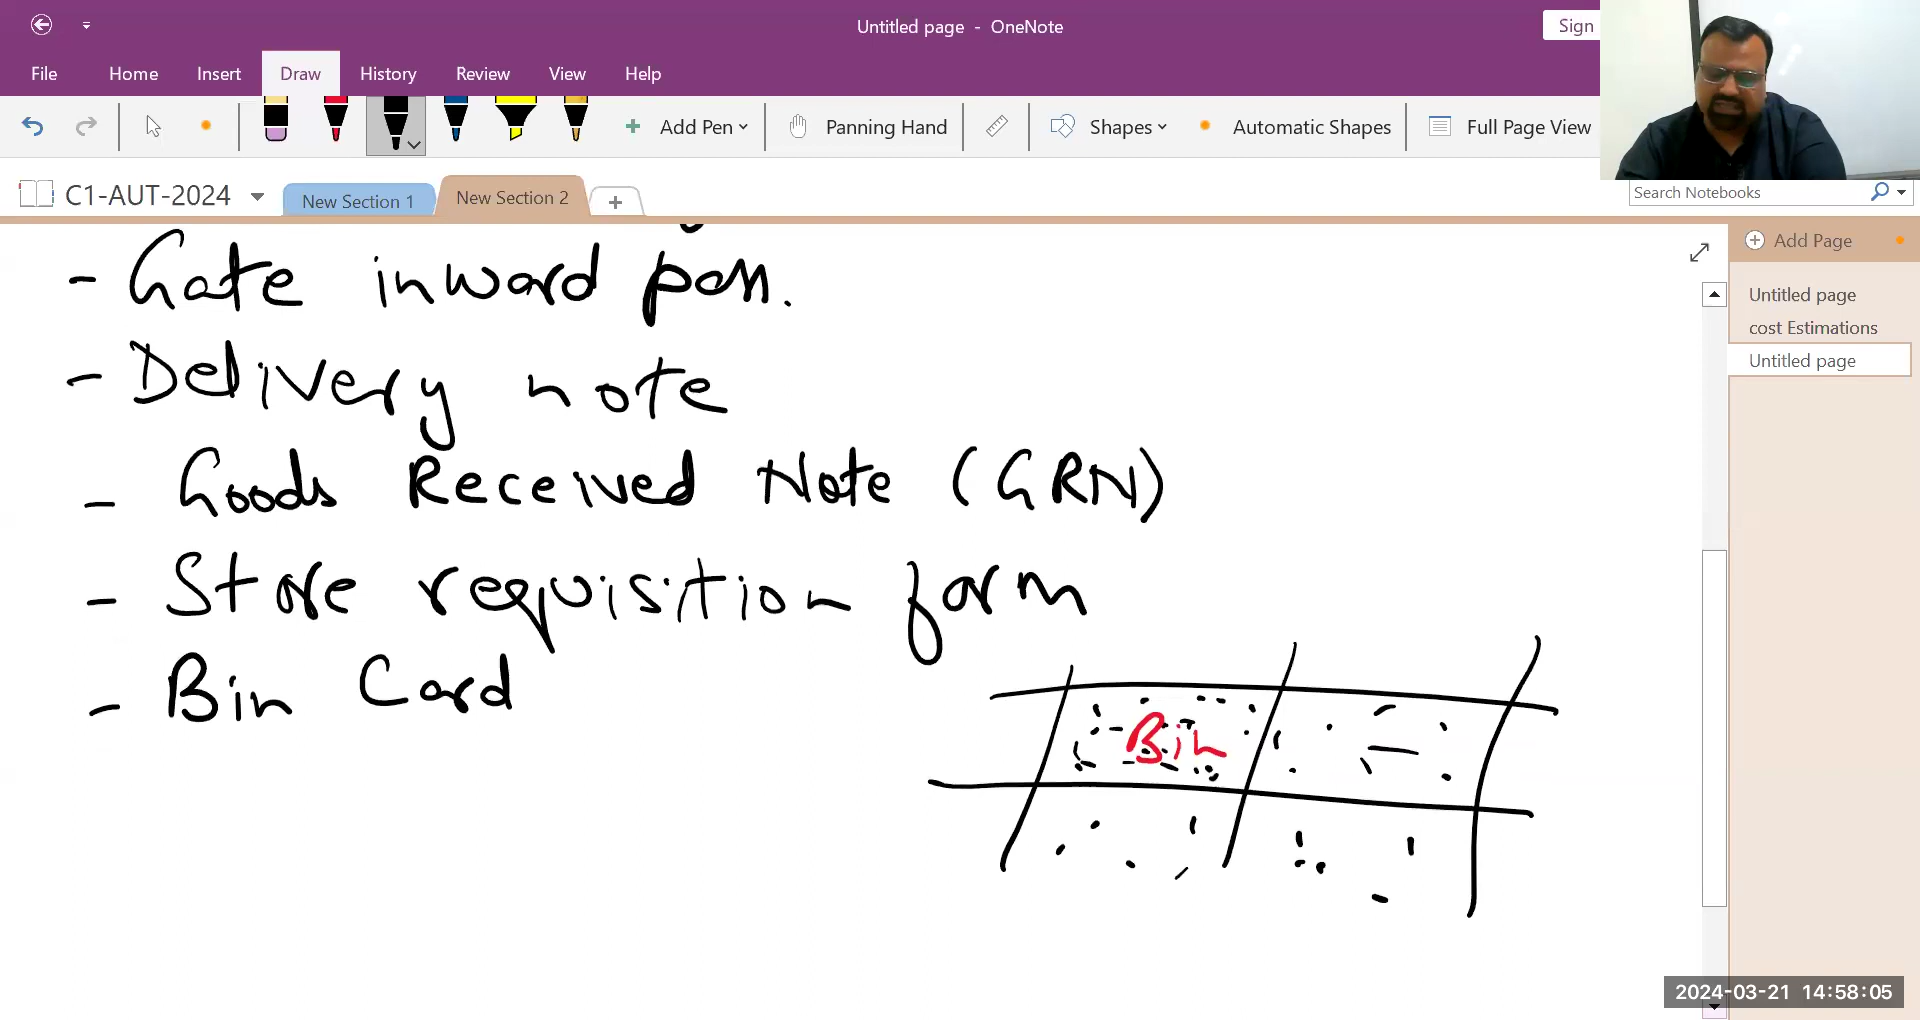 Untitled page - OneNote
Sign
File Home Insert Draw History Review View Help
Add Pen Panning Hand Shapes Automatic Shapes Full Page View
C1-AUT-2024 New Section 1 New Section 2 +
Search Notebooks
Add Page
Untitled page
cost Estimations
Untitled page
- Gate inward pass.
- Delivery note
- Goods Received Note (GRN)
- Store requisition form
- Bin Card
Bin
2024-03-21 14:58:05